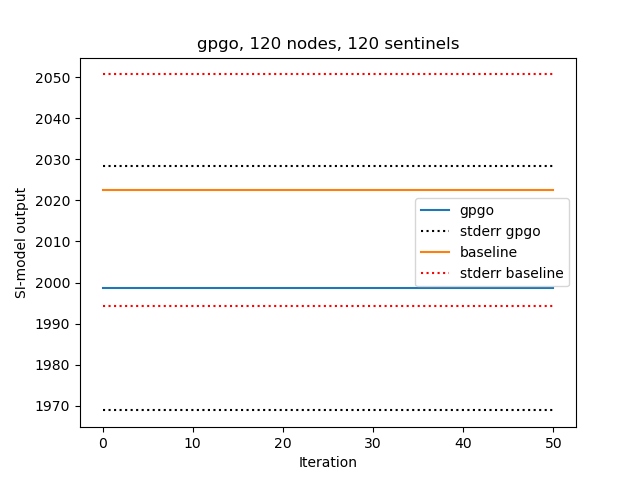 gpgo, 120 nodes, 120 sentinels
2050
2040
2030
2020
2010
2000
1990
1980
1970
SI-model output
gpgo
stderr gpgo
baseline
stderr baseline
0 10 20 30 40 50
Iteration